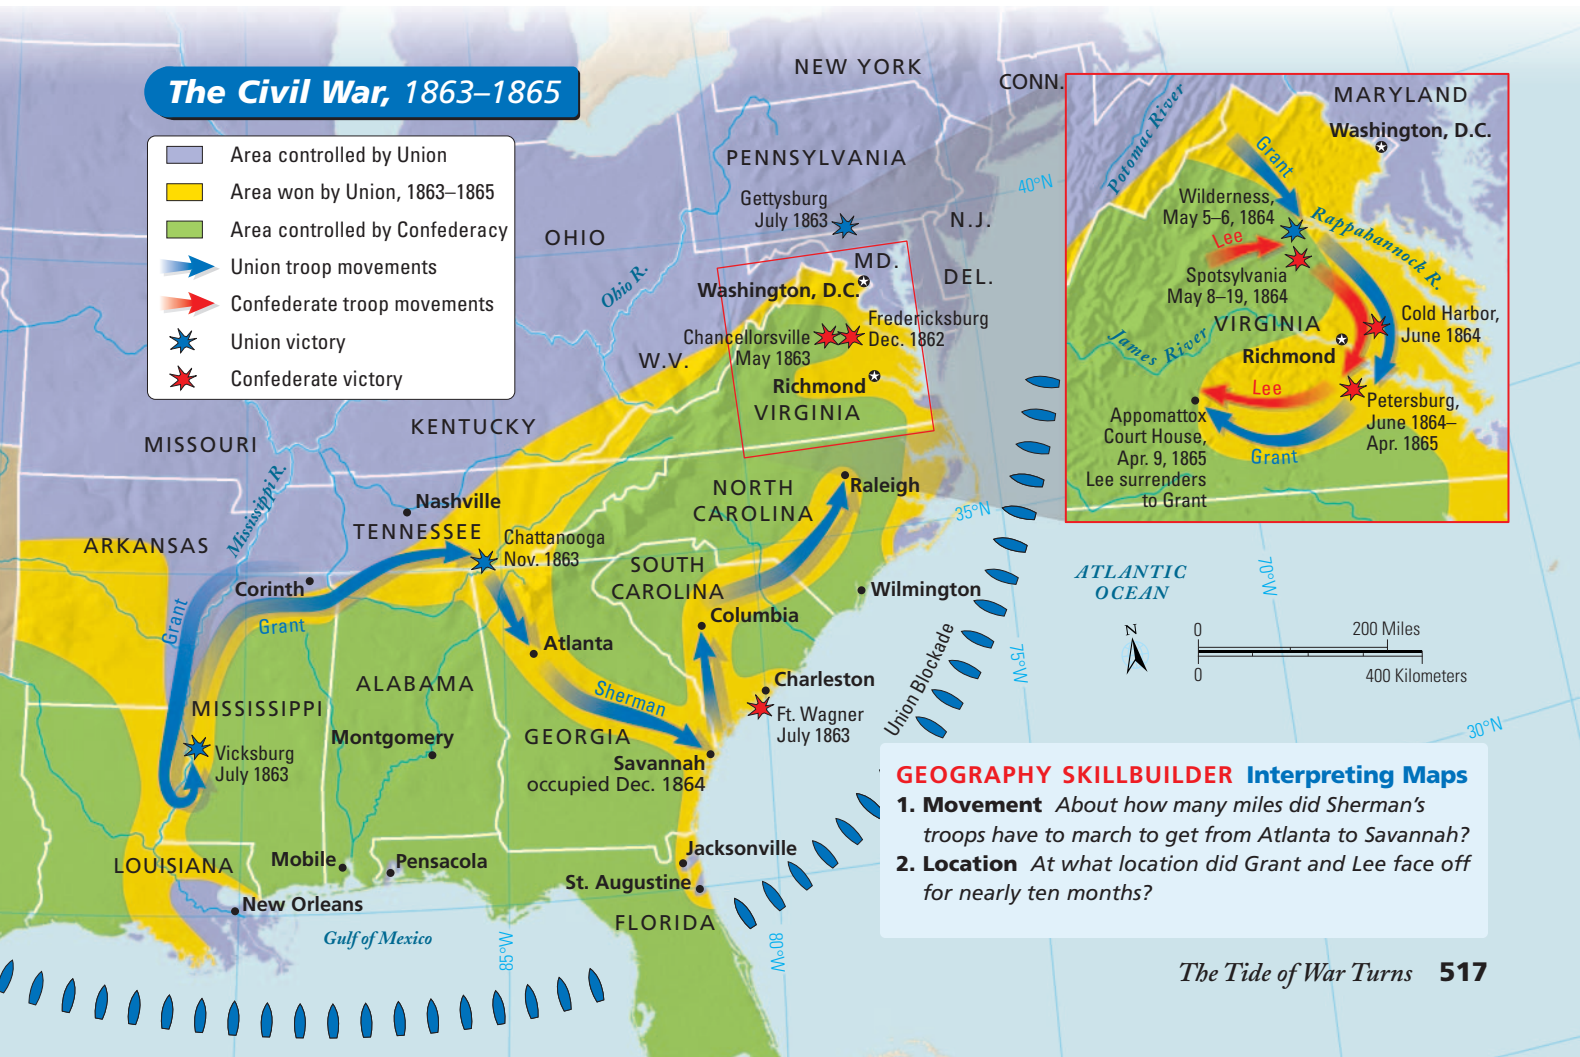 The Civil War, 1863–1865
Area controlled by Union
Area won by Union, 1863–1865
Area controlled by Confederacy
Union troop movements
Confederate troop movements
Union victory
Confederate victory
NEW YORK
CONN.
PENNSYLVANIA
Gettysburg
July 1863
40°N
N.J.
OHIO
MD.
DEL.
Ohio R.
Washington, D.C.
Fredericksburg
Dec. 1862
Chancellorsville
May 1863
W.V.
Richmond
VIRGINIA
KENTUCKY
MISSOURI
Mississippi R.
Nashville
TENNESSEE
NORTH
CAROLINA
Raleigh
35°N
ARKANSAS
Chattanooga
Nov. 1863
SOUTH
CAROLINA
Corinth
Wilmington
Grant
Grant
Columbia
Atlanta
ALABAMA
Sherman
Charleston
Ft. Wagner
July 1863
Union Blockade
MISSISSIPPI
Montgomery
GEORGIA
Vicksburg
July 1863
Savannah
occupied Dec. 1864
LOUISIANA
Mobile
Pensacola
Jacksonville
St. Augustine
New Orleans
FLORIDA
Gulf of Mexico
85°W
80°W
75°W
70°W
30°N
ATLANTIC
OCEAN
N
0
200 Miles
0
400 Kilometers
MARYLAND
Washington, D.C.
Potomac River
Grant
Wilderness,
May 5–6, 1864
Rappahannock R.
Lee
Spotsylvania
May 8–19, 1864
VIRGINIA
Cold Harbor,
June 1864
James River
Richmond
Lee
Petersburg,
June 1864–
Apr. 1865
Appomattox
Court House,
Apr. 9, 1865
Lee surrenders
to Grant
Grant
GEOGRAPHY SKILLBUILDER Interpreting Maps
1. Movement About how many miles did Sherman’s
troops have to march to get from Atlanta to Savannah?
2. Location At what location did Grant and Lee face off
for nearly ten months?
The Tide of War Turns 517